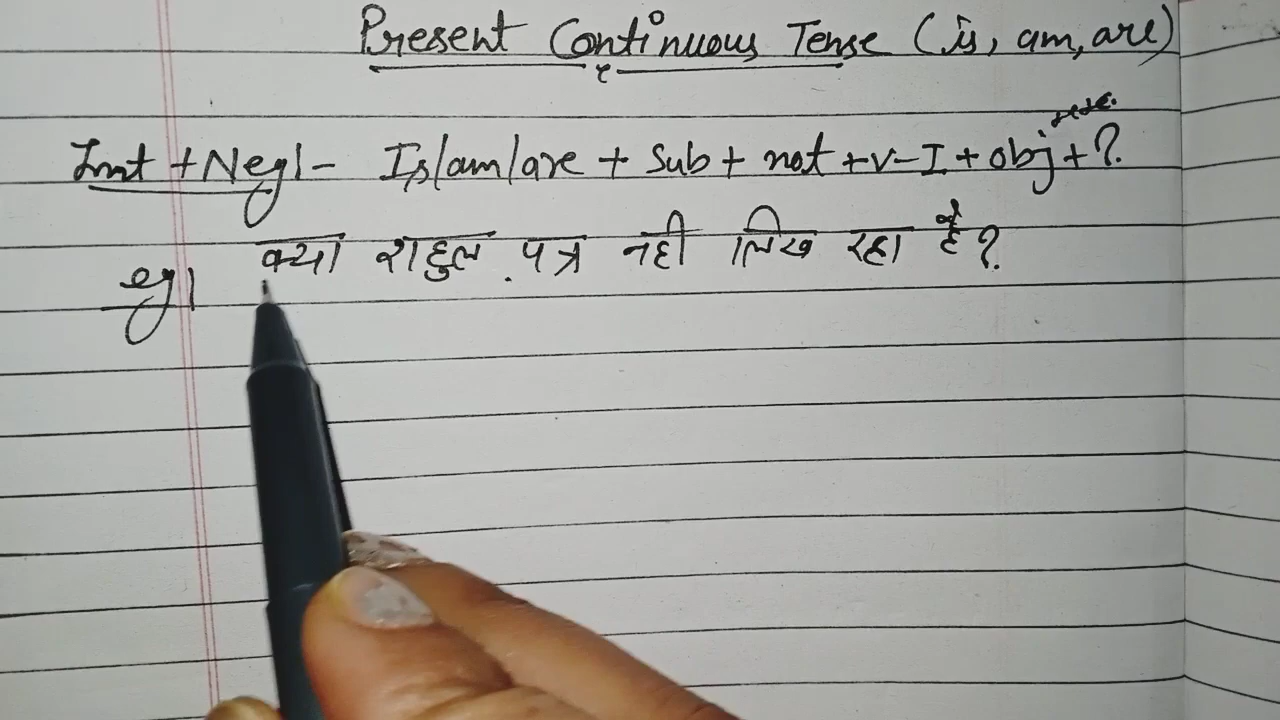 Present Continuous Tense (is, am, are)
Int + Neg - Is/am/are + Sub + not + v-I + obj + ?
eg क्या राहुल पत्र नही लिख रहा है ?